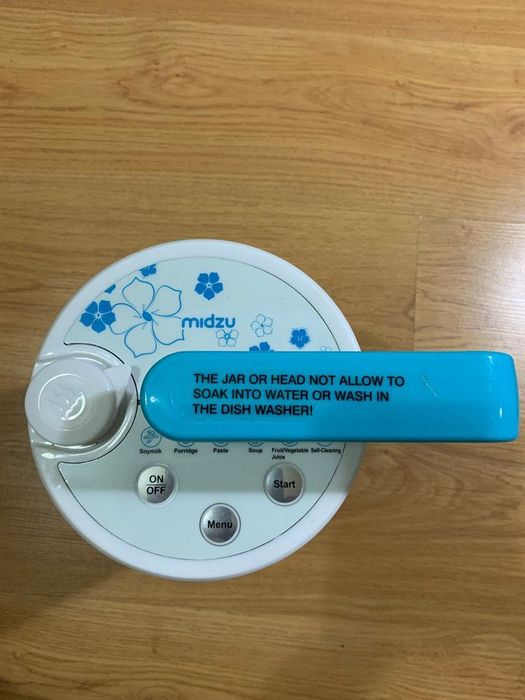 midzu
THE JAR OR HEAD NOT ALLOW TO
SOAK INTO WATER OR WASH IN
THE DISH WASHER!
Soymilk Porridge Paste Soup Fruit/Vegetable Juice Self-Cleaning
ON
OFF
Start
Menu